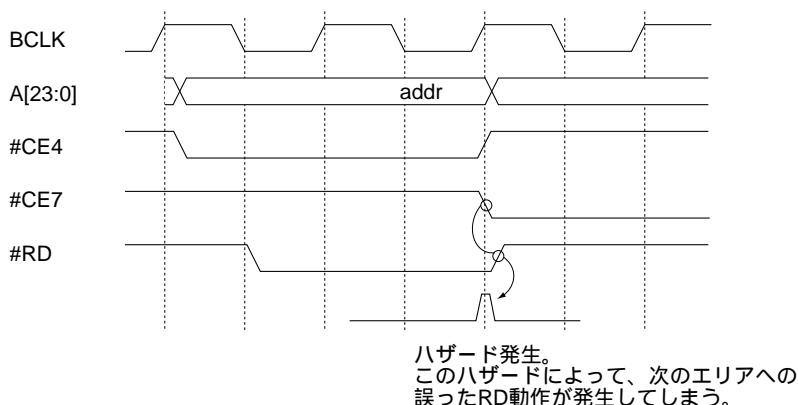 BCLK
A[23:0]
addr
#CE4
#CE7
#RD
ハザード発生。
このハザードによって、次のエリアへの
誤ったRD動作が発生してしまう。